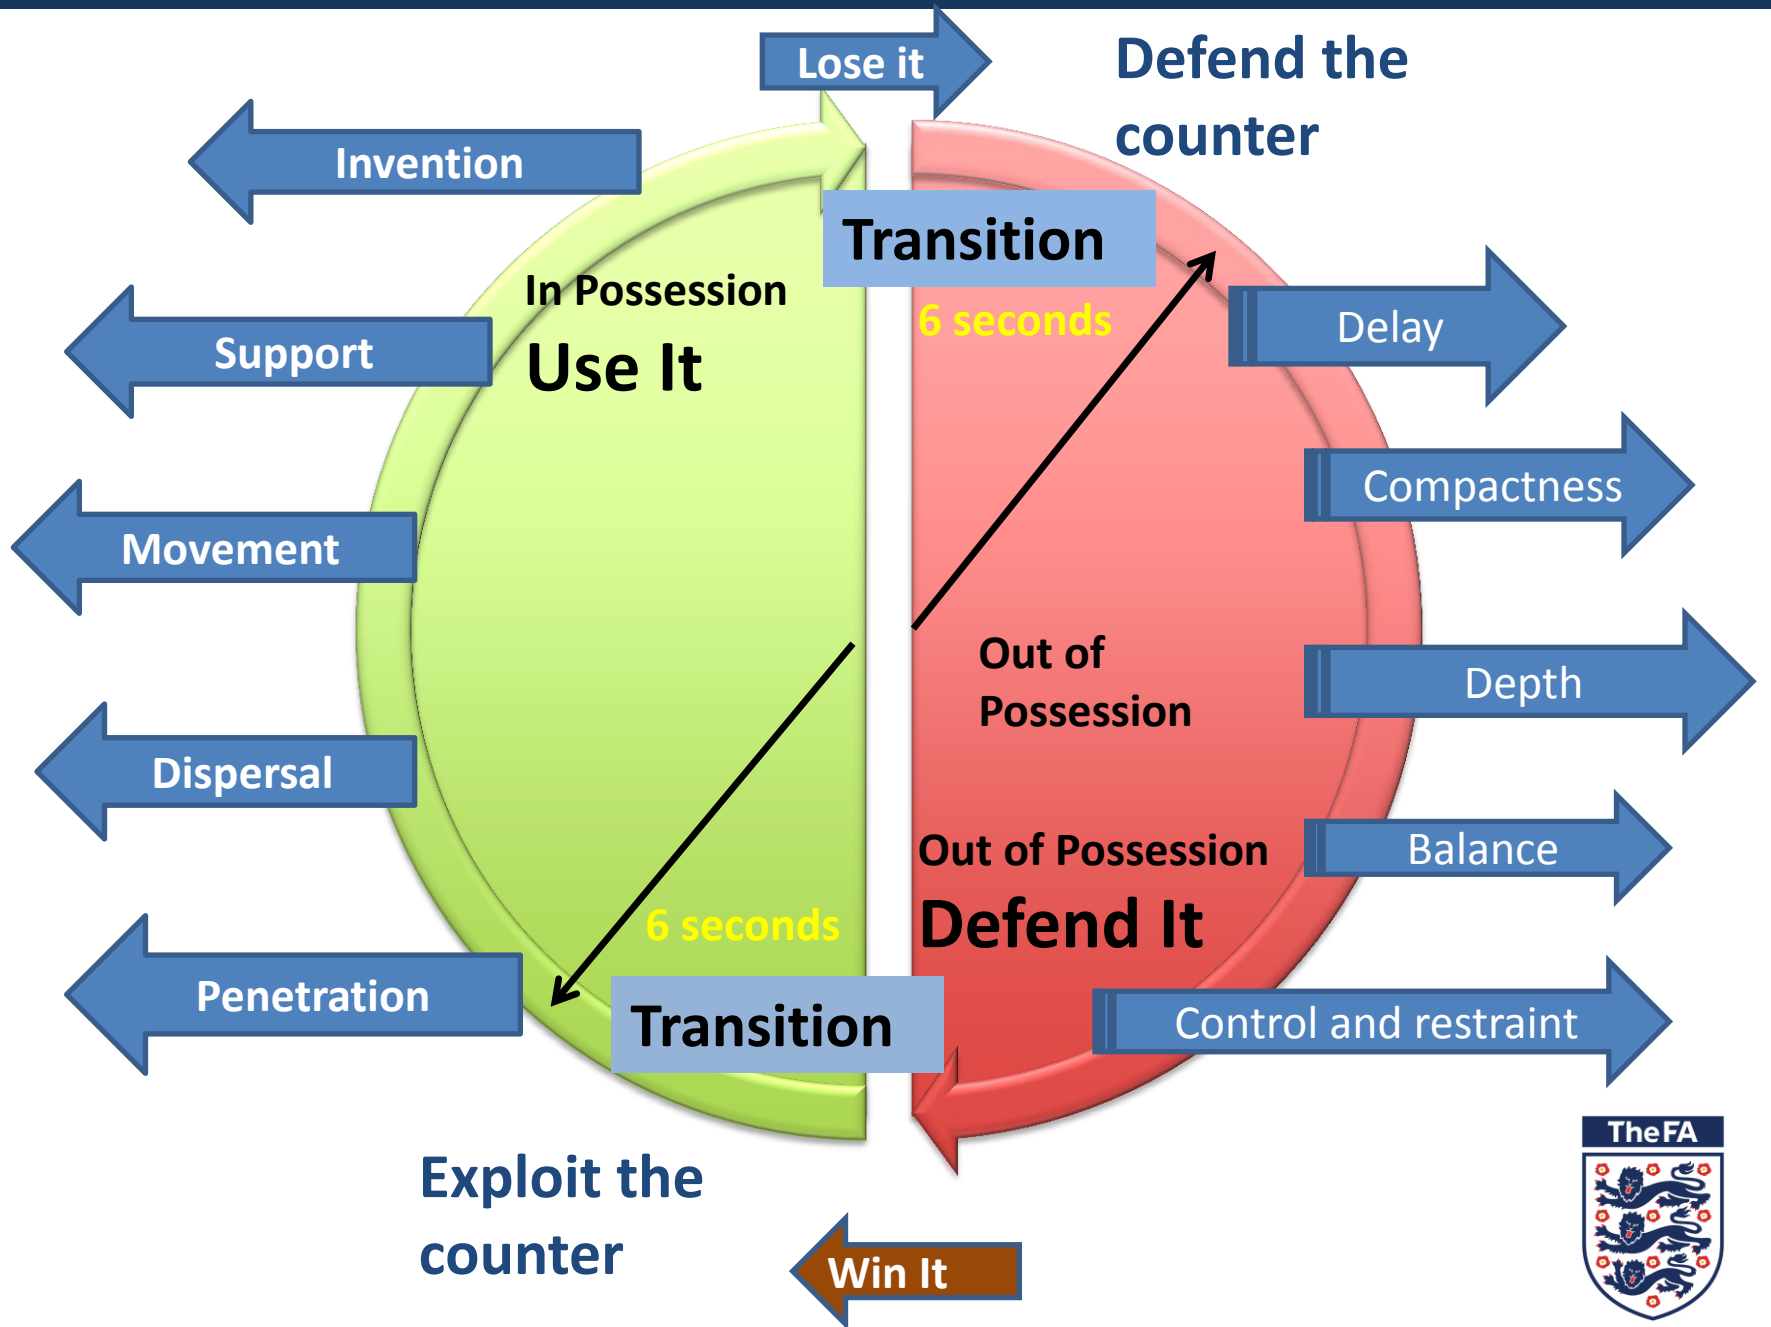 Lose it
Defend the
counter
Invention
Transition
In Possession
6 seconds
Use It
Support
Delay
Compactness
Movement
Out of
Possession
Depth
Dispersal
Out of Possession
Balance
6 seconds
Defend It
Penetration
Transition
Control and restraint
The FA
Exploit the
counter
Win It